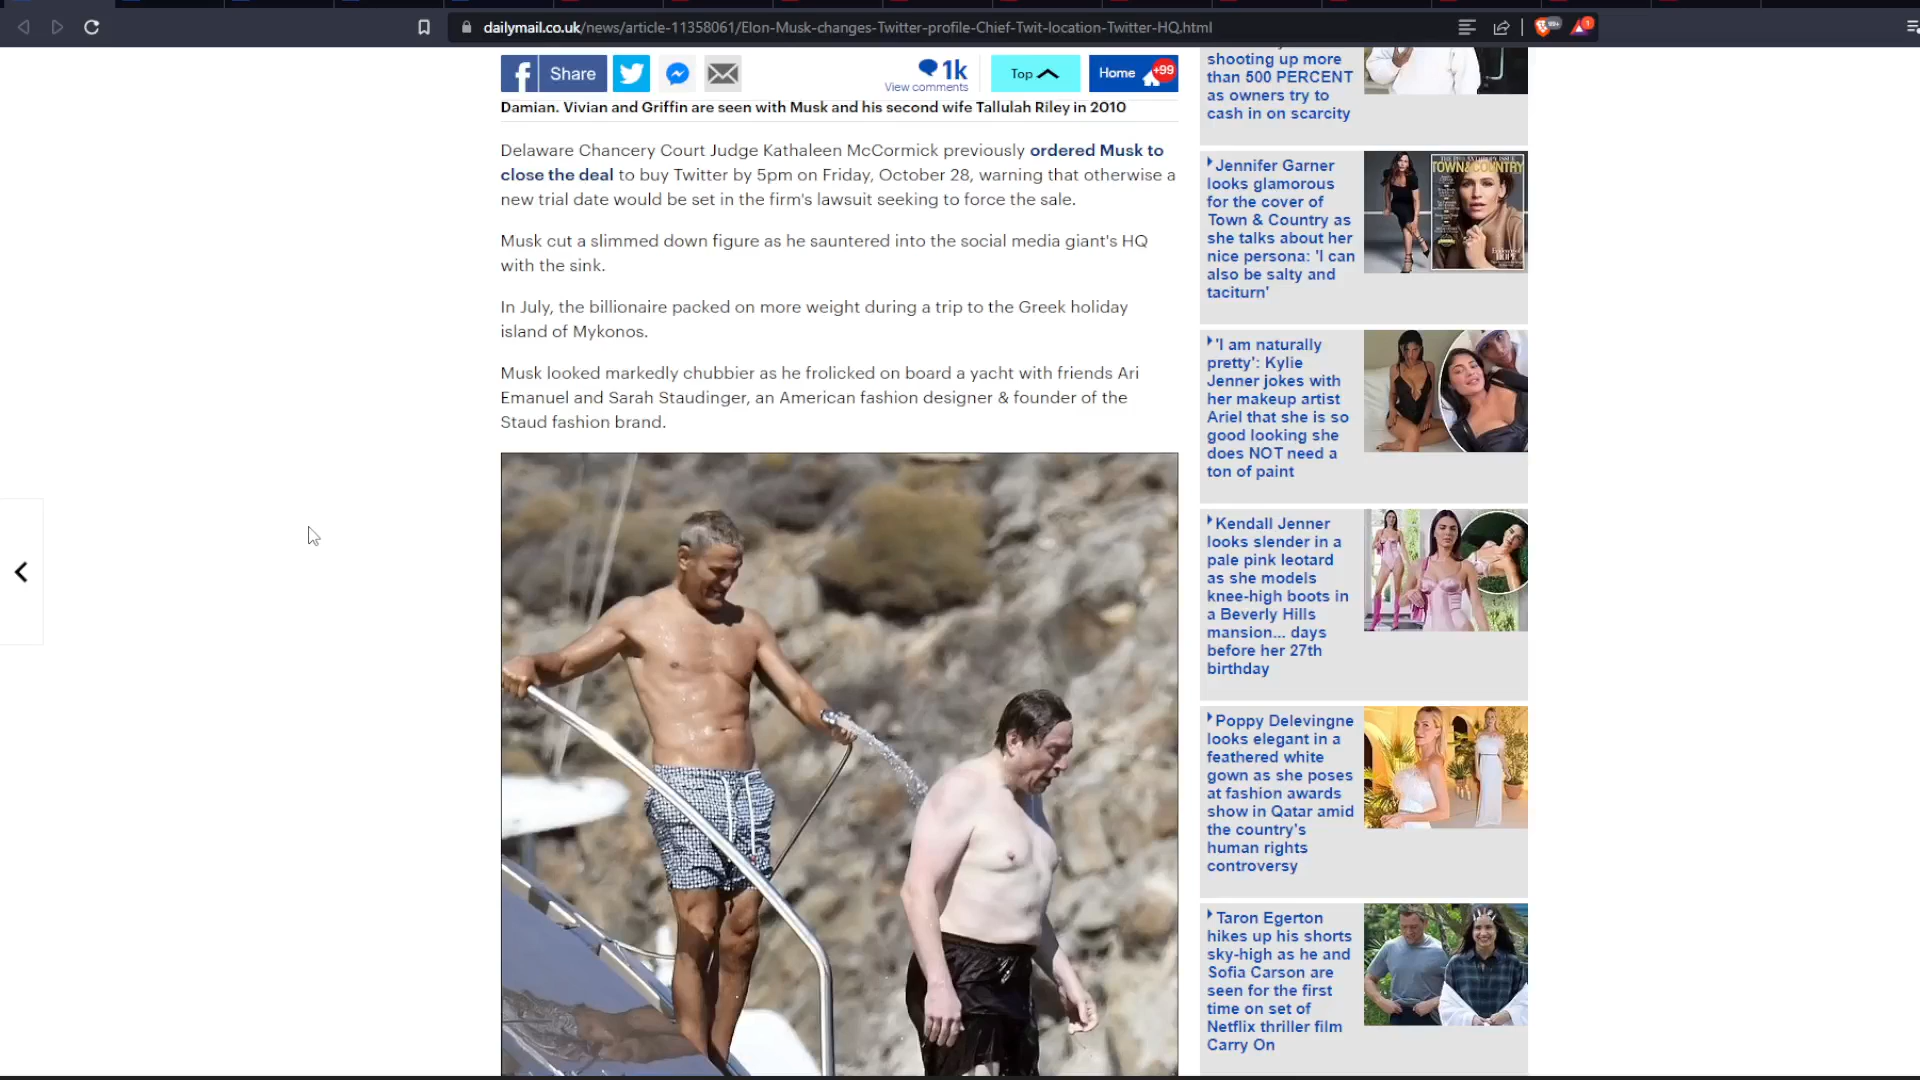 dailymail.co.uk/news/article-11358061/Elon-Musk-changes-Twitter-profile-Chief-Twit-location-Twitter-HQ.html
Share
1k
View comments
Top
Home
+99
Damian. Vivian and Griffin are seen with Musk and his second wife Tallulah Riley in 2010
Delaware Chancery Court Judge Kathaleen McCormick previously ordered Musk to
close the deal to buy Twitter by 5pm on Friday, October 28, warning that otherwise a
new trial date would be set in the firm's lawsuit seeking to force the sale.
Musk cut a slimmed down figure as he sauntered into the social media giant's HQ
with the sink.
In July, the billionaire packed on more weight during a trip to the Greek holiday
island of Mykonos.
Musk looked markedly chubbier as he frolicked on board a yacht with friends Ari
Emanuel and Sarah Staudinger, an American fashion designer & founder of the
Staud fashion brand.
shooting up more
than 500 PERCENT
as owners try to
cash in on scarcity
Jennifer Garner
looks glamorous
for the cover of
Town & Country as
she talks about her
nice persona: 'I can
also be salty and
taciturn'
TOWN&COUNTRY
'I am naturally
pretty': Kylie
Jenner jokes with
her makeup artist
Ariel that she is so
good looking she
does NOT need a
ton of paint
Kendall Jenner
looks slender in a
pale pink leotard
as she models
knee-high boots in
a Beverly Hills
mansion... days
before her 27th
birthday
Poppy Delevingne
looks elegant in a
feathered white
gown as she poses
at fashion awards
show in Qatar amid
the country's
human rights
controversy
Taron Egerton
hikes up his shorts
sky-high as he and
Sofia Carson are
seen for the first
time on set of
Netflix thriller film
Carry On